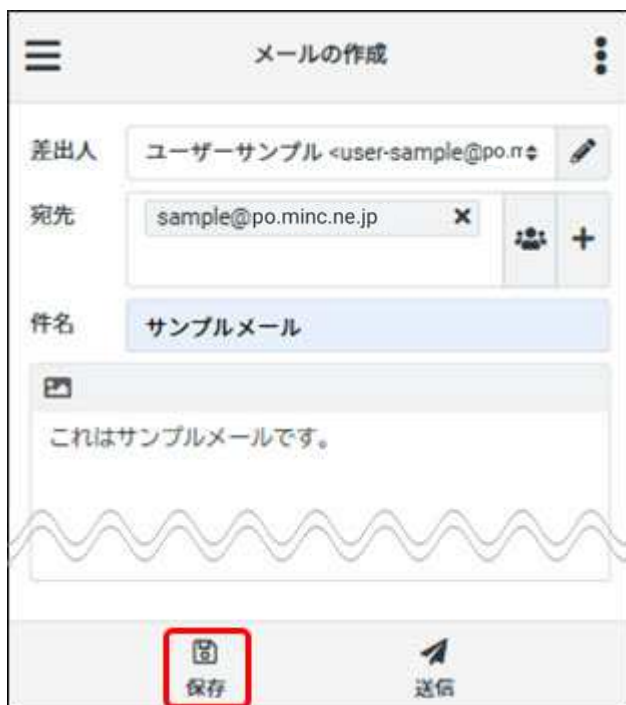 メールの作成
差出人 ユーザーサンプル <user-sample@po.m
宛先 sample@po.minc.ne.jp
件名 サンプルメール
これはサンプルメールです。
保存 送信